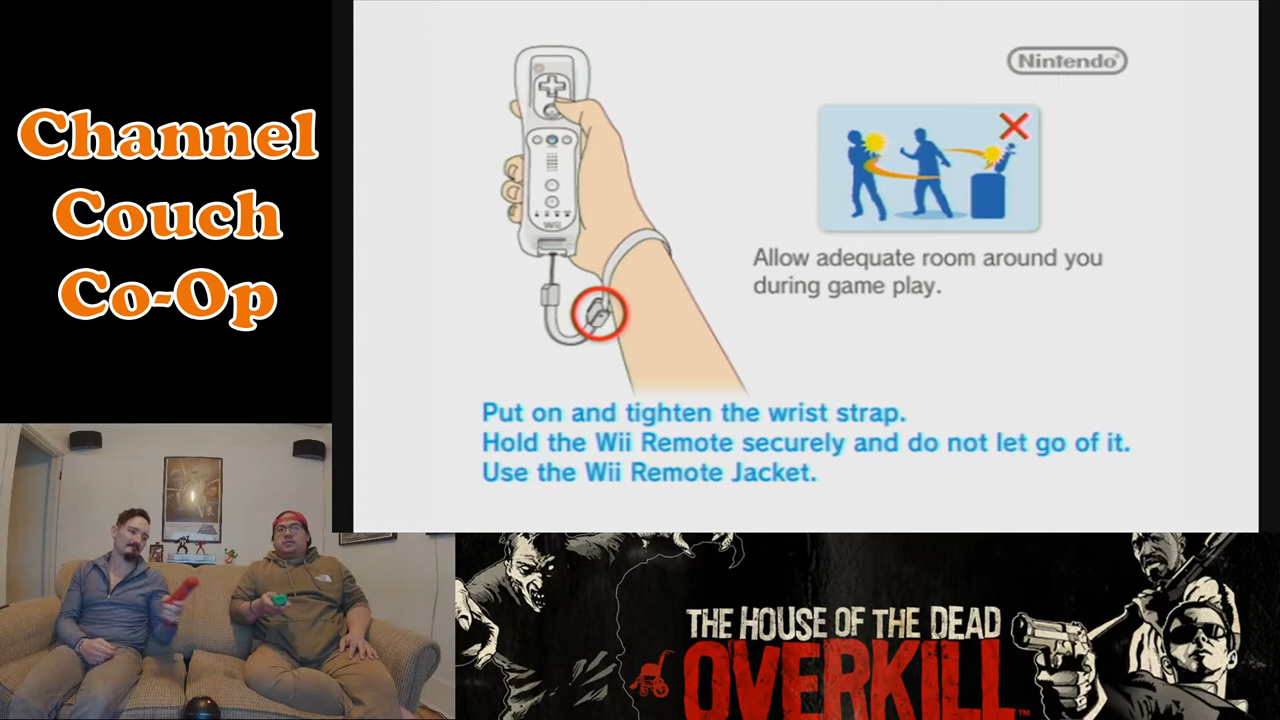 Channel
Couch
Co-Op
Nintendo
Wii
Allow adequate room around you
during game play.
Put on and tighten the wrist strap.
Hold the Wii Remote securely and do not let go of it.
Use the Wii Remote Jacket.
THE HOUSE OF THE DEAD
OVERKILL™